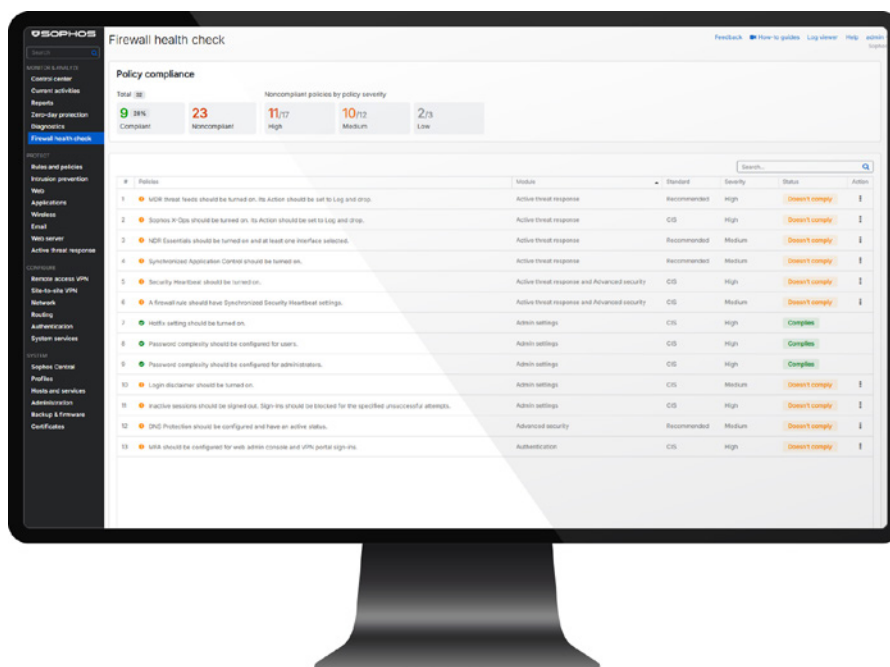 SOPHOS
Search
MONITOR & ANALYZE
Control center
Current activities
Reports
Zero-day protection
Diagnostics
Firewall health check
PROTECT
Rules and policies
Intrusion prevention
Web
Applications
Wireless
Email
Web server
Active threat response
CONFIGURE
Remote access VPN
Site-to-site VPN
Network
Routing
Authentication
System services
SYSTEM
Sophos Central
Profiles
Hosts and services
Administration
Backup & firmware
Certificates
Firewall health check
Feedback How-to guides Log viewer Help admin
Sophos
Policy compliance
Total 32
Noncompliant policies by policy severity
9 28%
Compliant
23
Noncompliant
11/17
High
10/12
Medium
2/3
Low
Search...
# Policies Module Standard Severity Status Action
1 MDR threat feeds should be turned on. Its Action should be set to Log and drop. Active threat response Recommended High Doesn't comply
2 Sophos X-Ops should be turned on. Its Action should be set to Log and drop. Active threat response CIS High Doesn't comply
3 NDR Essentials should be turned on and at least one interface selected. Active threat response Recommended Medium Doesn't comply
4 Synchronized Application Control should be turned on. Active threat response Recommended Medium Doesn't comply
5 Security Heartbeat should be turned on. Active threat response and Advanced security CIS High Doesn't comply
6 A firewall rule should have Synchronized Security Heartbeat settings. Active threat response and Advanced security CIS Medium Doesn't comply
7 Hotfix setting should be turned on. Admin settings CIS High Complies
8 Password complexity should be configured for users. Admin settings CIS High Complies
9 Password complexity should be configured for administrators. Admin settings CIS High Complies
10 Login disclaimer should be turned on. Admin settings CIS Medium Doesn't comply
11 Inactive sessions should be signed out. Sign-ins should be blocked for the specified unsuccessful attempts. Admin settings CIS High Doesn't comply
12 DNS Protection should be configured and have an active status. Advanced security Recommended Medium Doesn't comply
13 MFA should be configured for web admin console and VPN portal sign-ins. Authentication CIS High Doesn't comply